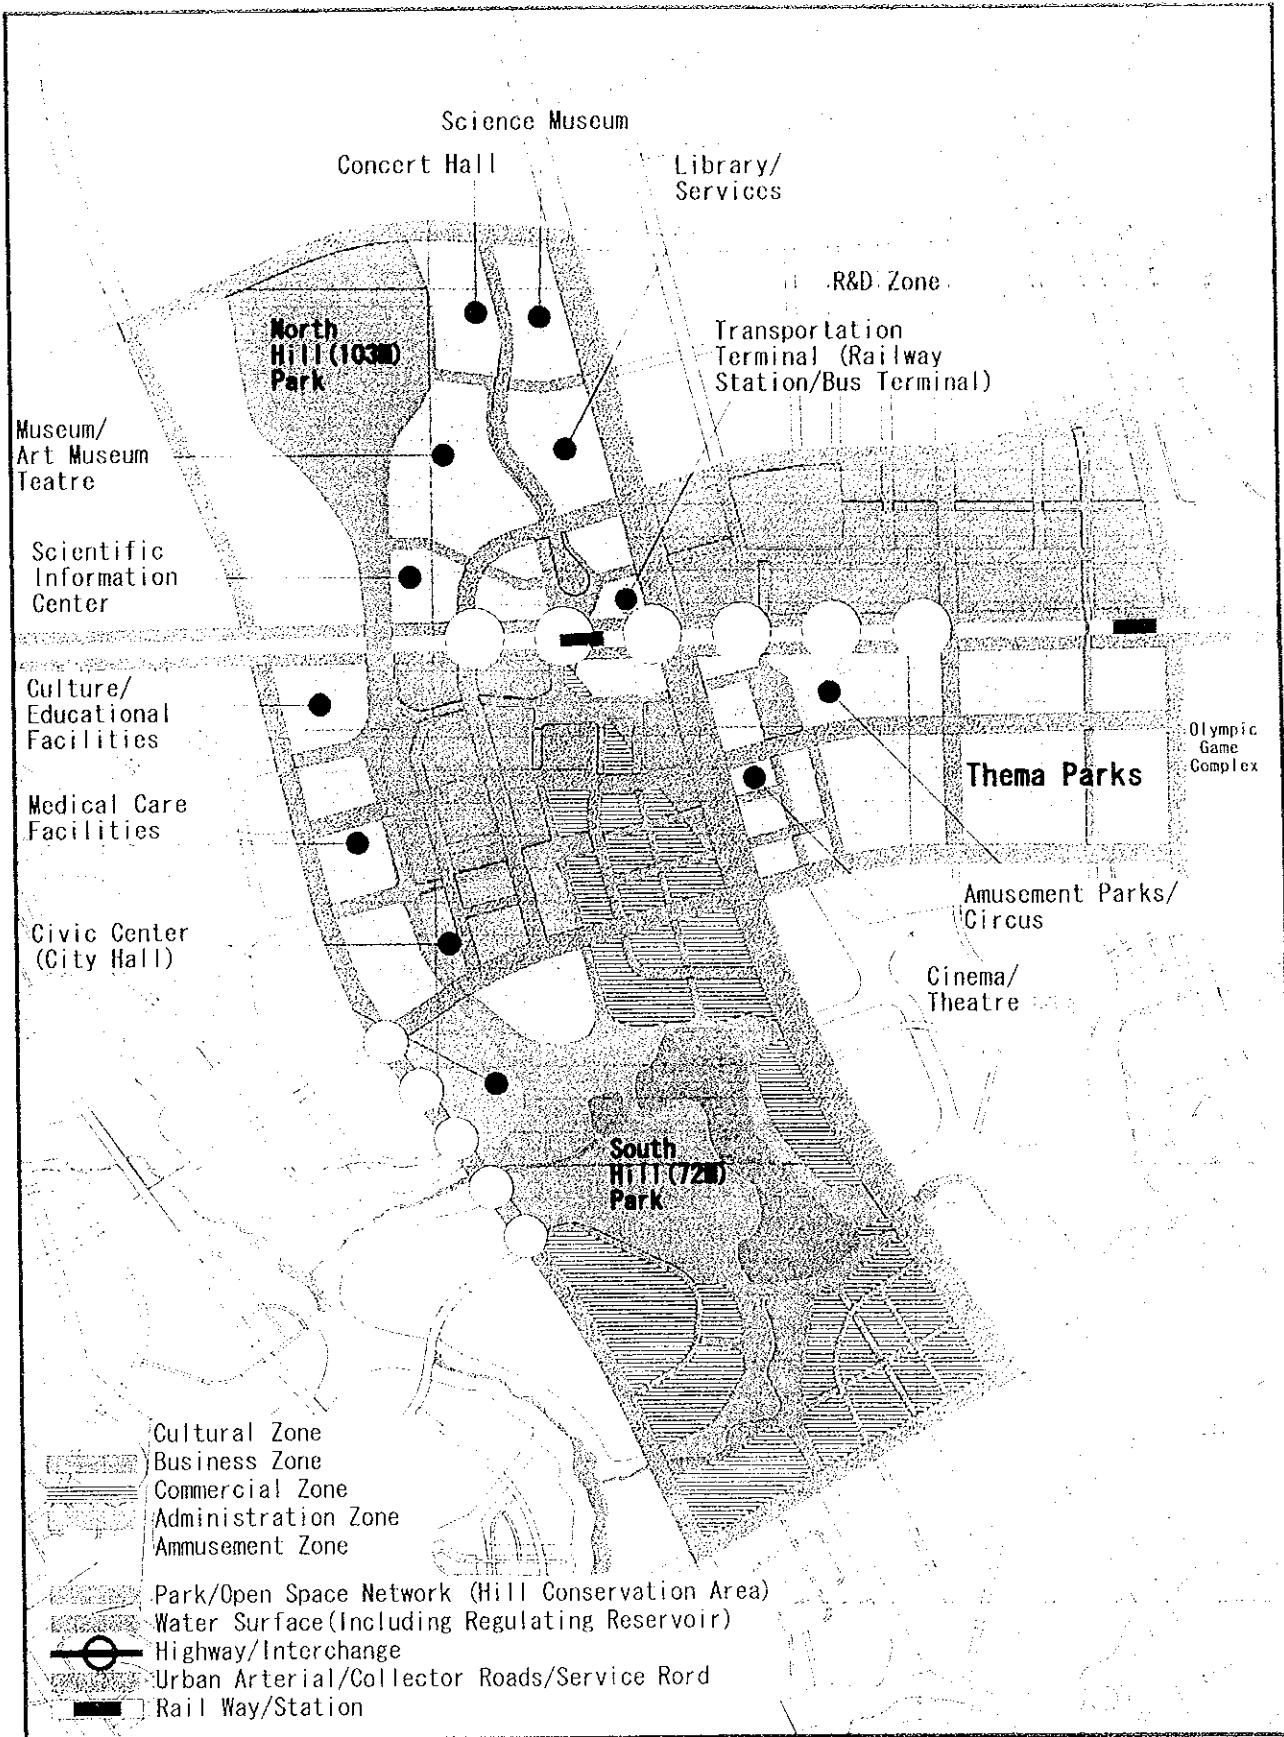 Science Museum
Concert Hall
Library/
Services
R&D Zone
North
Hill(103
Park
Transportation
Terminal (Railway
Station/Bus Terminal)
Museum/
Art Museum
Teatre
Scientific
Information
Center
Culture/
Educational
Facilities
Olympic
Game
Complex
Thema Parks
Medical Care
Facilities
Amusement Parks/
Circus
Civic Center
(City Hall)
Cinema/
Theatre
South
Hill(72
Park
Cultural Zone
Business Zone
Commercial Zone
Administration Zone
Ammusement Zone
Park/Open Space Network (Hill Conservation Area)
Water Surface(Including Regulating Reservoir)
Highway/Interchange
Urban Arterial/Collector Roads/Service Rord
Rail Way/Station